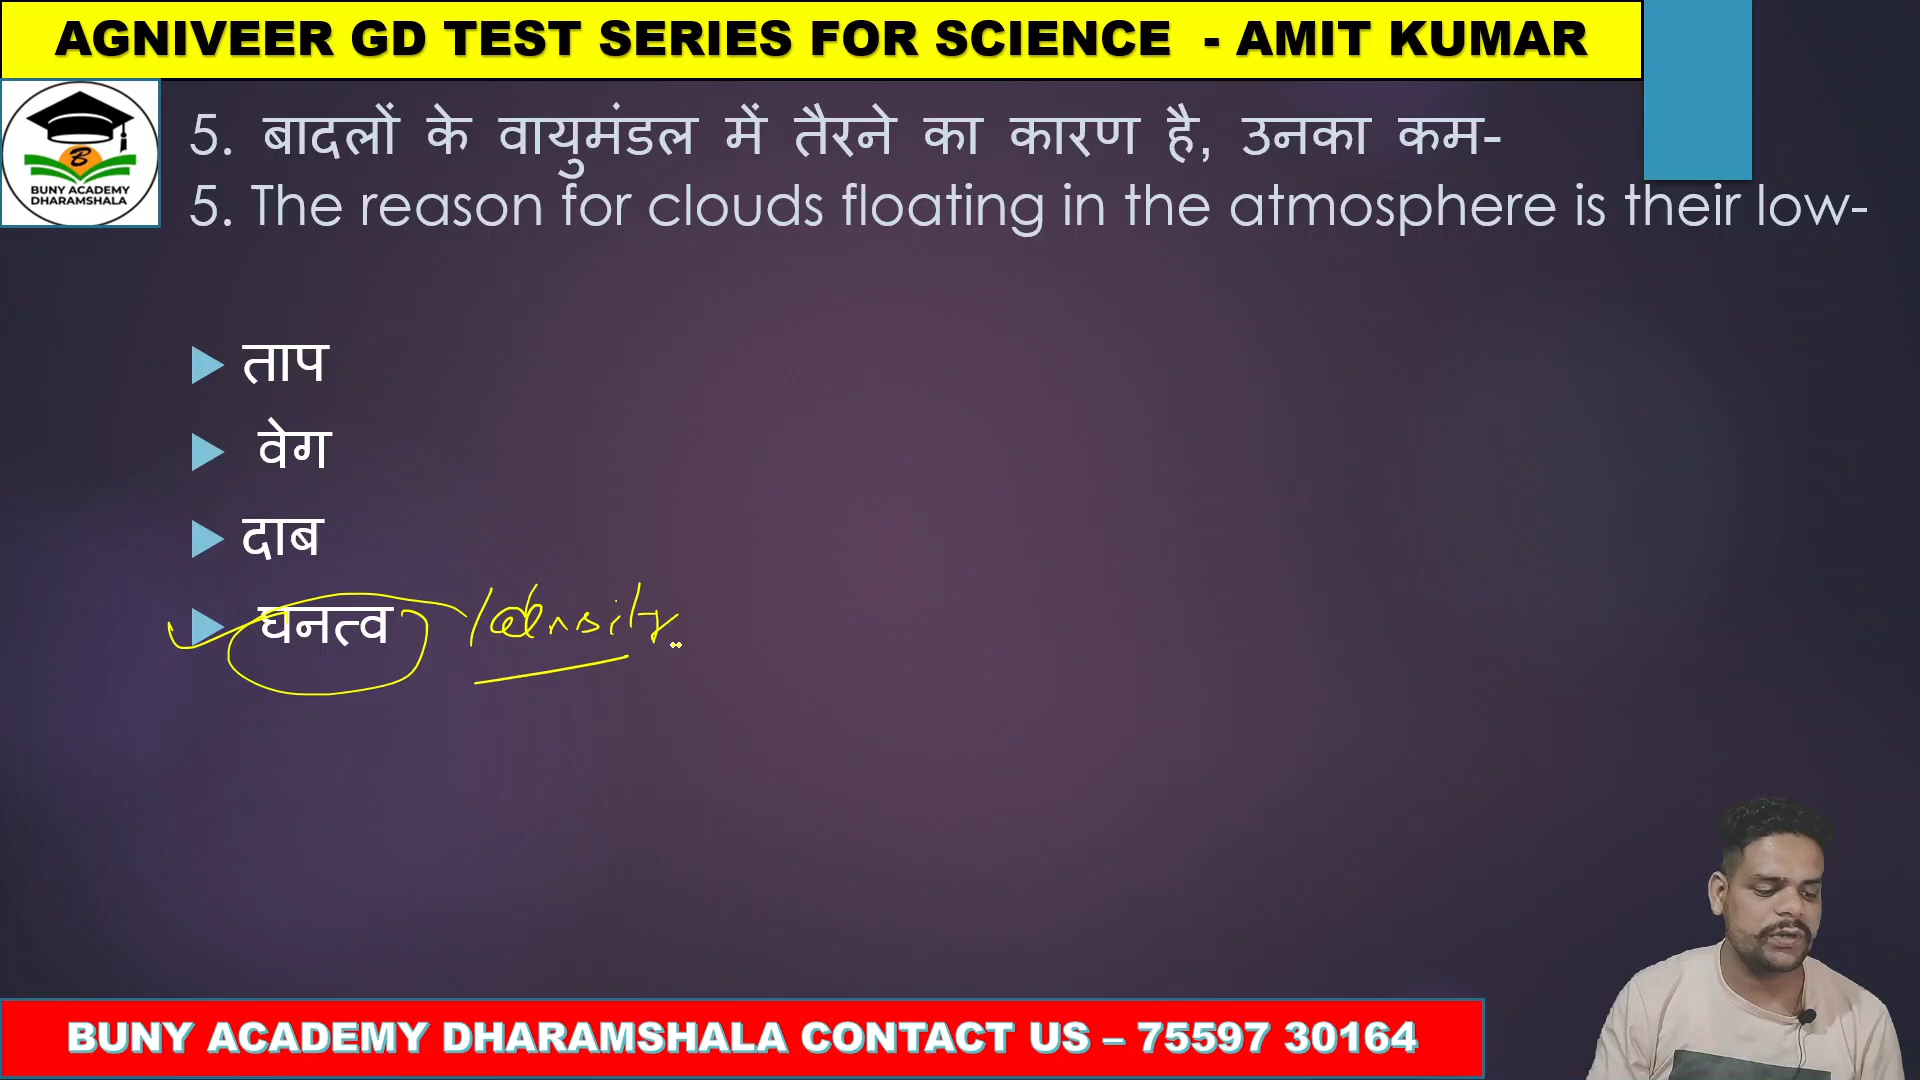 AGNIVEER GD TEST SERIES FOR SCIENCE - AMIT KUMAR
B
BUNY ACADEMY
DHARAMSHALA
5. बादलों के वायुमंडल में तैरने का कारण है, उनका कम-
5. The reason for clouds floating in the atmosphere is their low-
ताप
वेग
दाब
घनत्व / density
BUNY ACADEMY DHARAMSHALA CONTACT US – 75597 30164